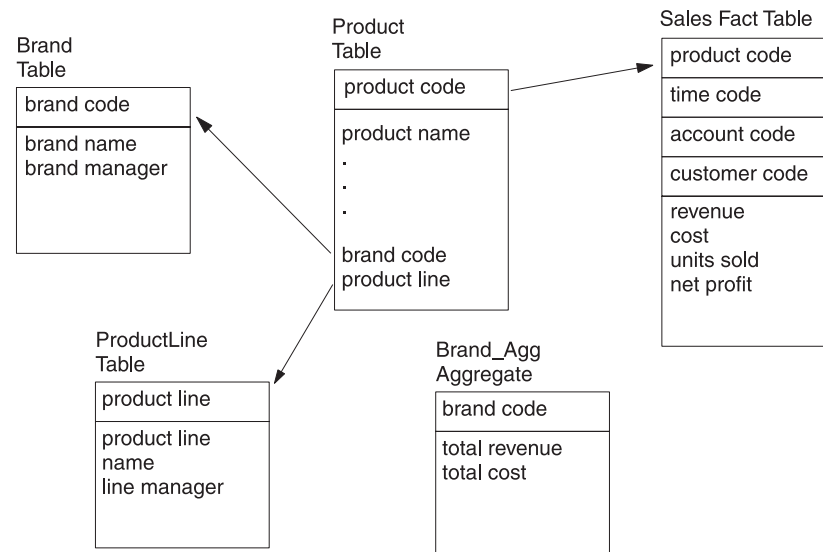 Brand
Table
brand code
brand name
brand manager
Product
Table
product code
product name
.
.
.
brand code
product line
Sales Fact Table
product code
time code
account code
customer code
revenue
cost
units sold
net profit
ProductLine
Table
product line
product line
name
line manager
Brand_Agg
Aggregate
brand code
total revenue
total cost